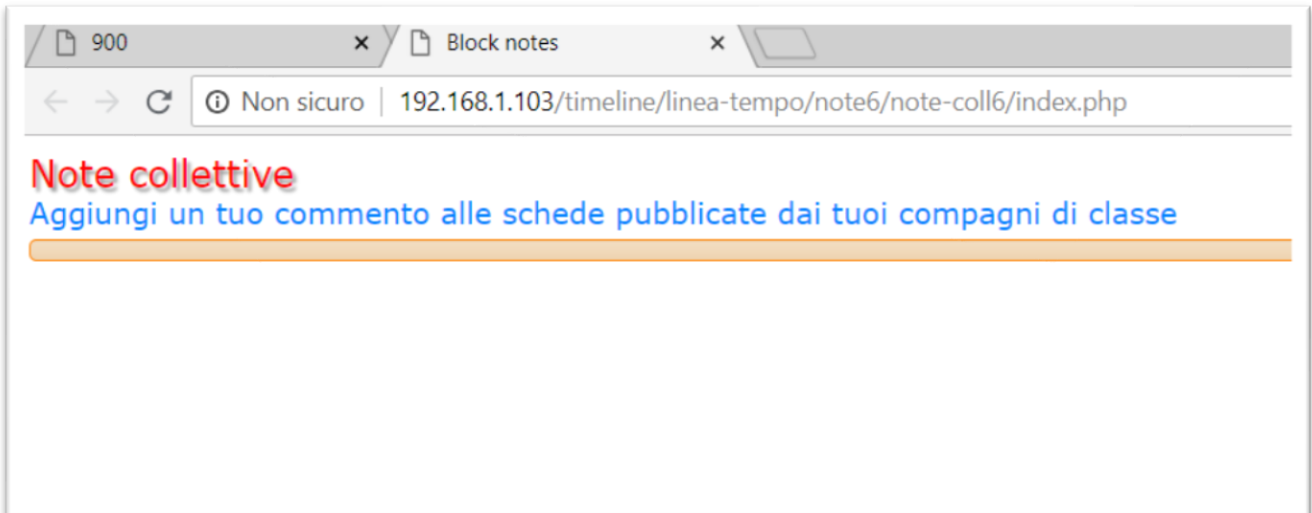 900
Block notes
Non sicuro | 192.168.1.103/timeline/linea-tempo/note6/note-coll6/index.php
Note collettive
Aggiungi un tuo commento alle schede pubblicate dai tuoi compagni di classe